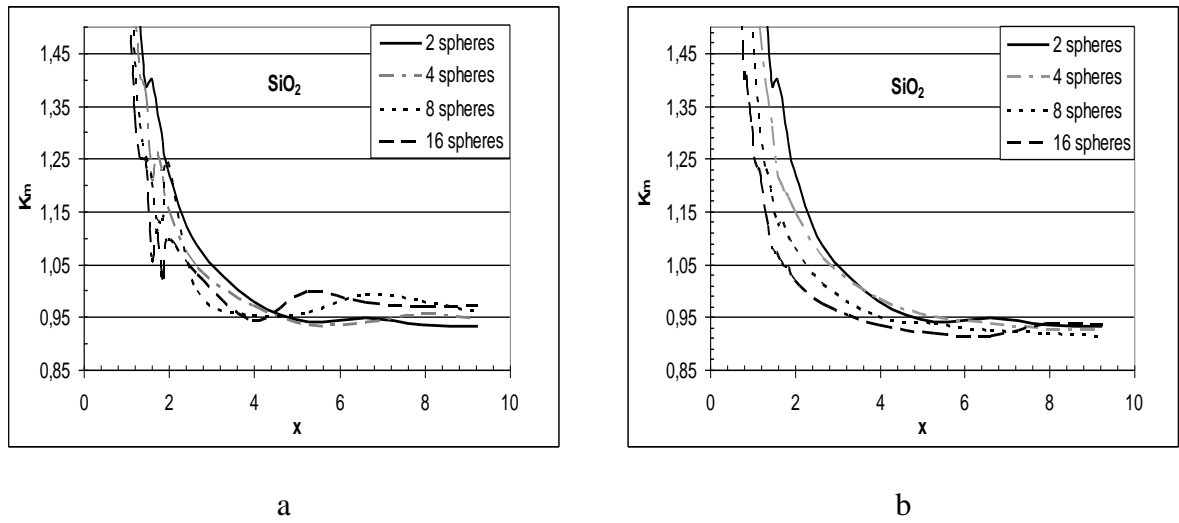 1,45
1,35
1,25
1,15
1,05
0,95
0,85
Km
SiO₂
2 spheres
4 spheres
8 spheres
16 spheres
0 2 4 6 8 10
x
a
1,45
1,35
1,25
1,15
1,05
0,95
0,85
Km
SiO₂
2 spheres
4 spheres
8 spheres
16 spheres
0 2 4 6 8 10
x
b